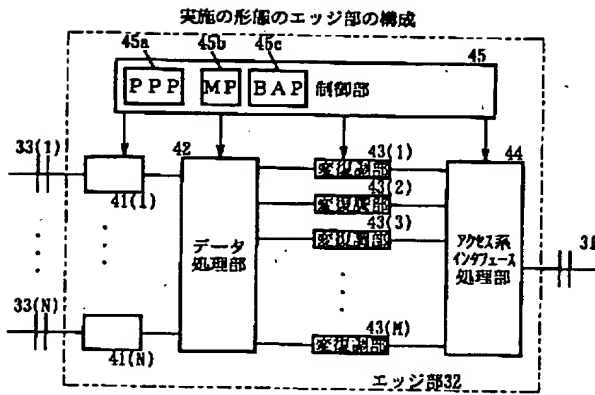 実施の形態のエッジ部の構成
45a 45b 45c 45
PPP MP BAP 制御部
33(1) 42 43(1) 44
変復調部
41(1) 43(2)
変復調部
43(3)
変復調部
データ
処理部
アクセス系
インタフェース
処理部
33(N) 43(M)
変復調部
41(N)
エッジ部32